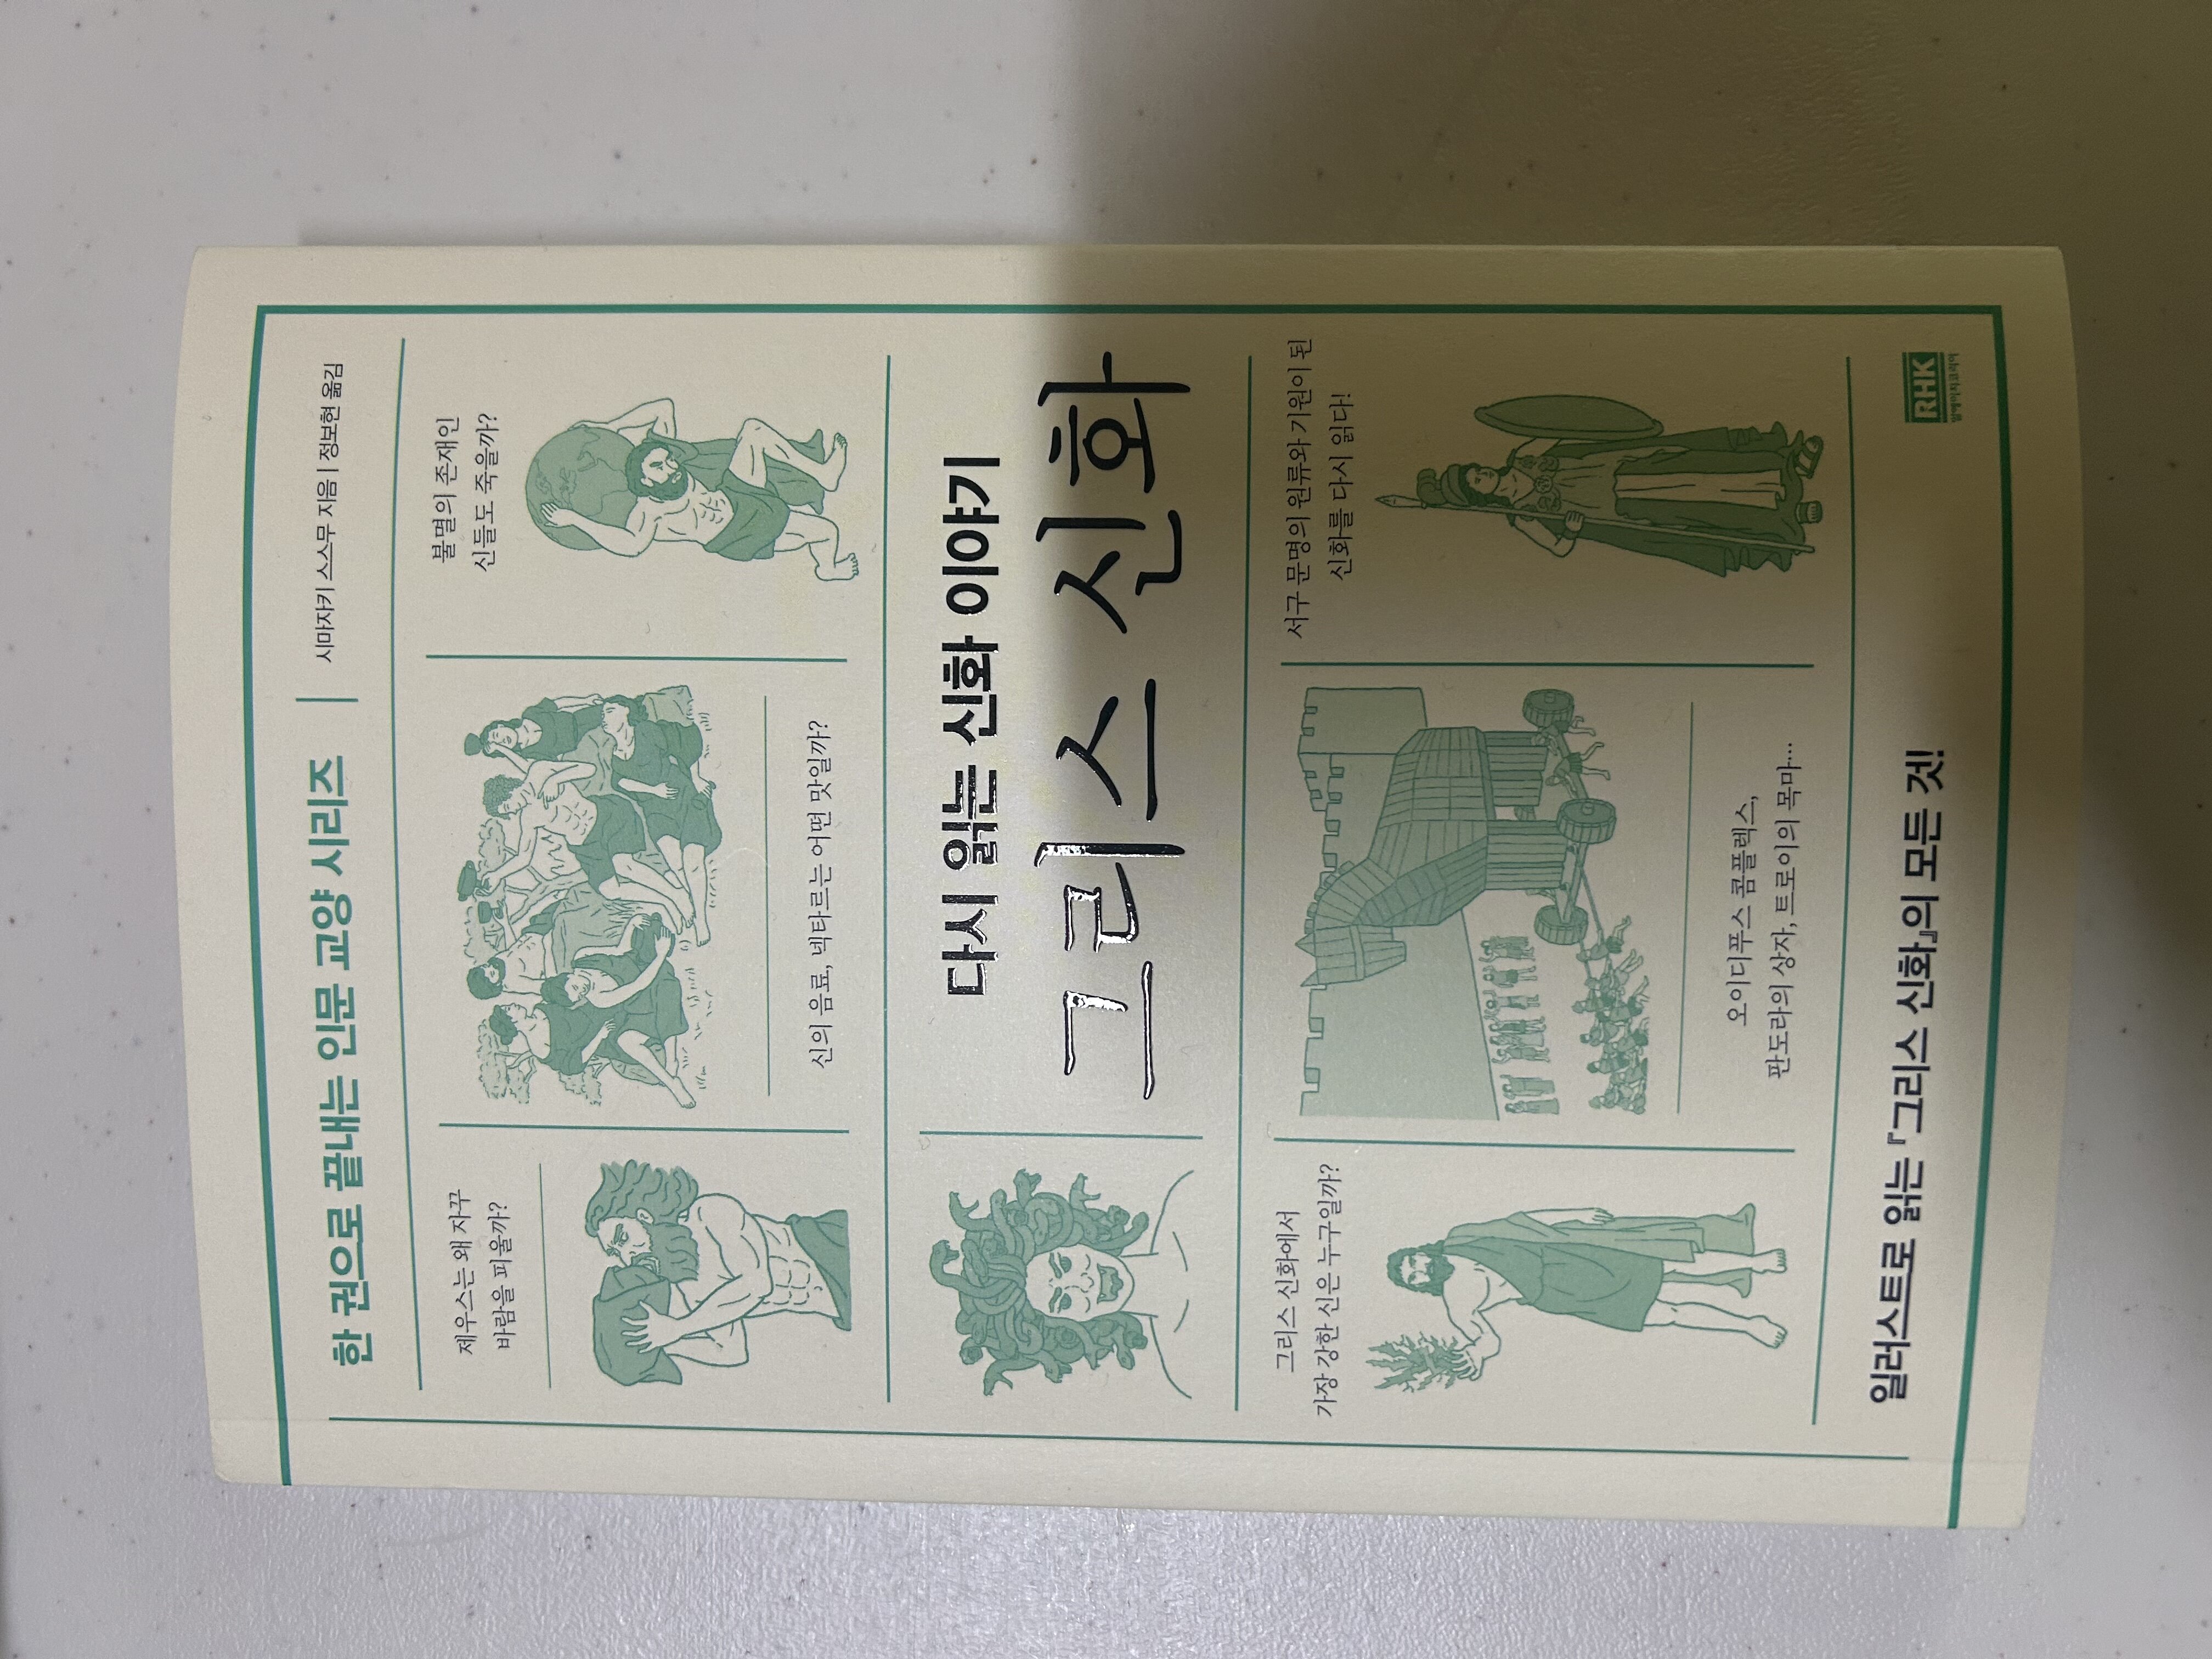 한 권으로 끝내는 인문 교양 시리즈 | 시마자키 스스무 지음 | 정보현 옮김
제우스는 왜 자꾸
바람을 피울까?
신의 음료, 넥타르는 어떤 맛일까?
불멸의 존재인
신들도 죽을까?
다시 읽는 신화 이야기
그리스 신화
그리스 신화에서
가장 강한 신은 누구일까?
오이디푸스 콤플렉스,
판도라의 상자, 트로이의 목마…
서구 문명의 원류와 기원이 된
신화를 다시 읽다!
일러스트로 읽는 『그리스 신화』의 모든 것!
RHK
알에이치코리아